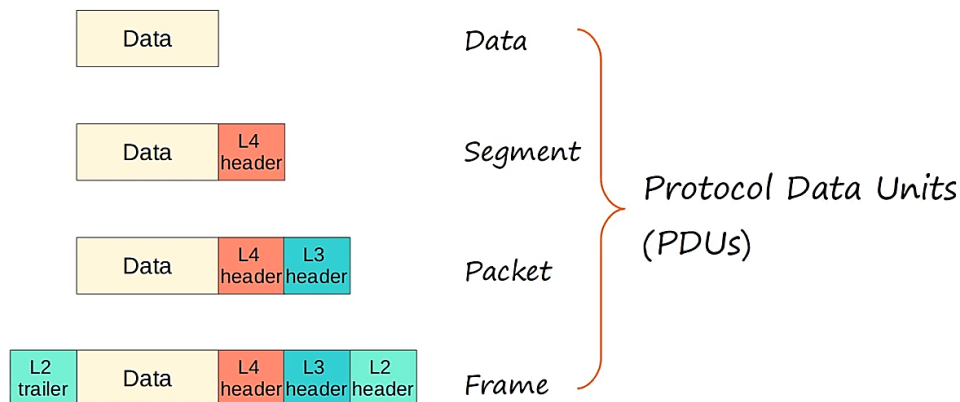 Data
Data
Data
L4
header
Segment
Protocol Data Units
(PDUs)
Data
L4
header
L3
header
Packet
L2
trailer
Data
L4
header
L3
header
L2
header
Frame